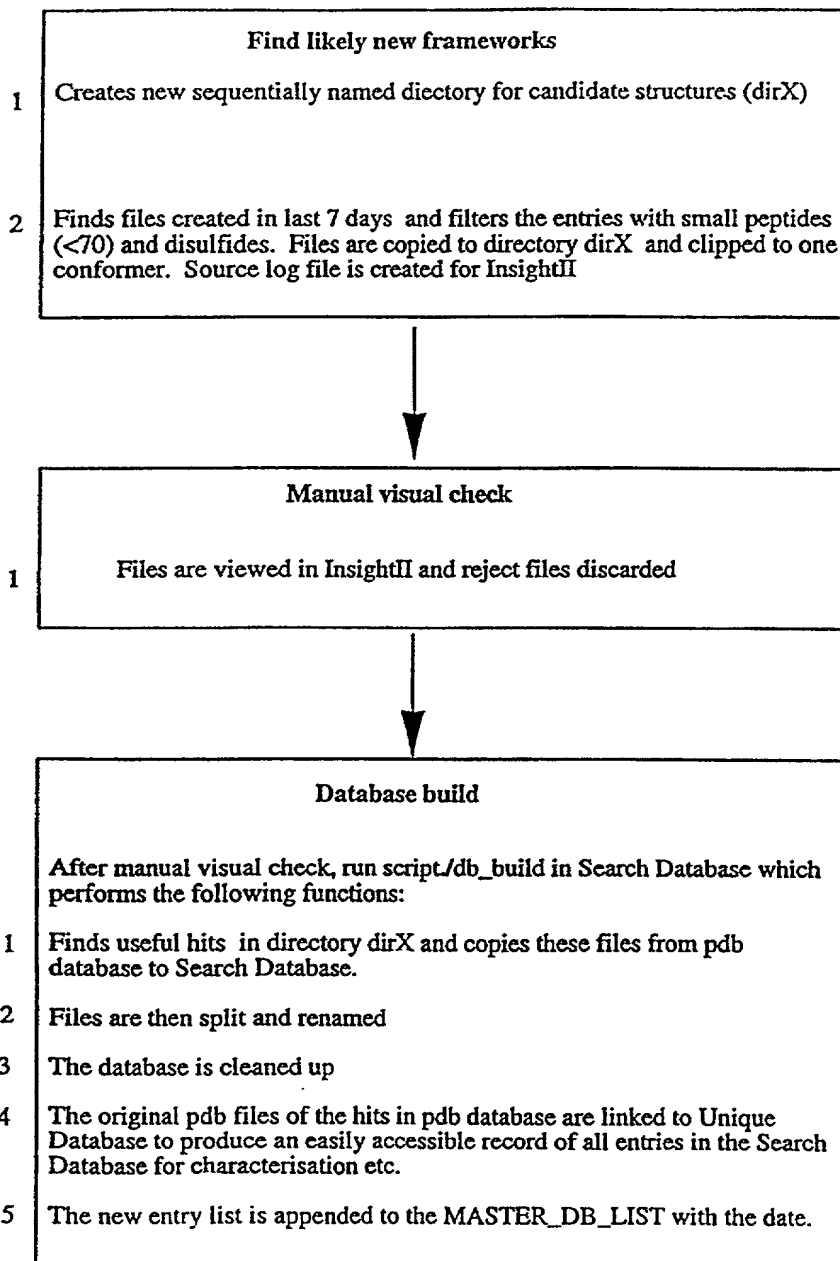 Find likely new frameworks
1 Creates new sequentially named diectory for candidate structures (dirX)
2 Finds files created in last 7 days and filters the entries with small peptides
(<70) and disulfides. Files are copied to directory dirX and clipped to one
conformer. Source log file is created for InsightII
Manual visual check
1 Files are viewed in InsightII and reject files discarded
Database build
After manual visual check, run script./db_build in Search Database which
performs the following functions:
1 Finds useful hits in directory dirX and copies these files from pdb
database to Search Database.
2 Files are then split and renamed
3 The database is cleaned up
4 The original pdb files of the hits in pdb database are linked to Unique
Database to produce an easily accessible record of all entries in the Search
Database for characterisation etc.
5 The new entry list is appended to the MASTER_DB_LIST with the date.